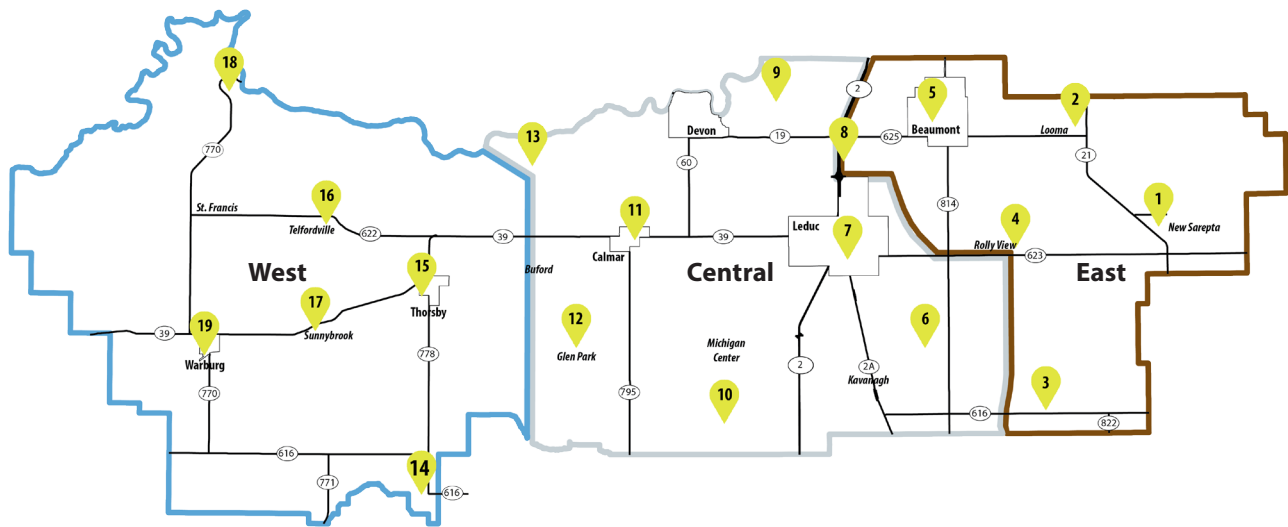 18
9
2
5
2
13
8
Devon
19
625
Beaumont
Looma
770
60
21
16
11
7
814
4
1
St. Francis
Telfordville
622
39
Calmar
39
Leduc
Rolly View
623
New Sarepta
West
15
Buford
Central
East
17
Thorsby
12
6
39
19
Sunnybrook
Glen Park
Michigan
Center
Warburg
778
770
795
10
2
2A
Kavanagh
3
616
822
616
771
14
616